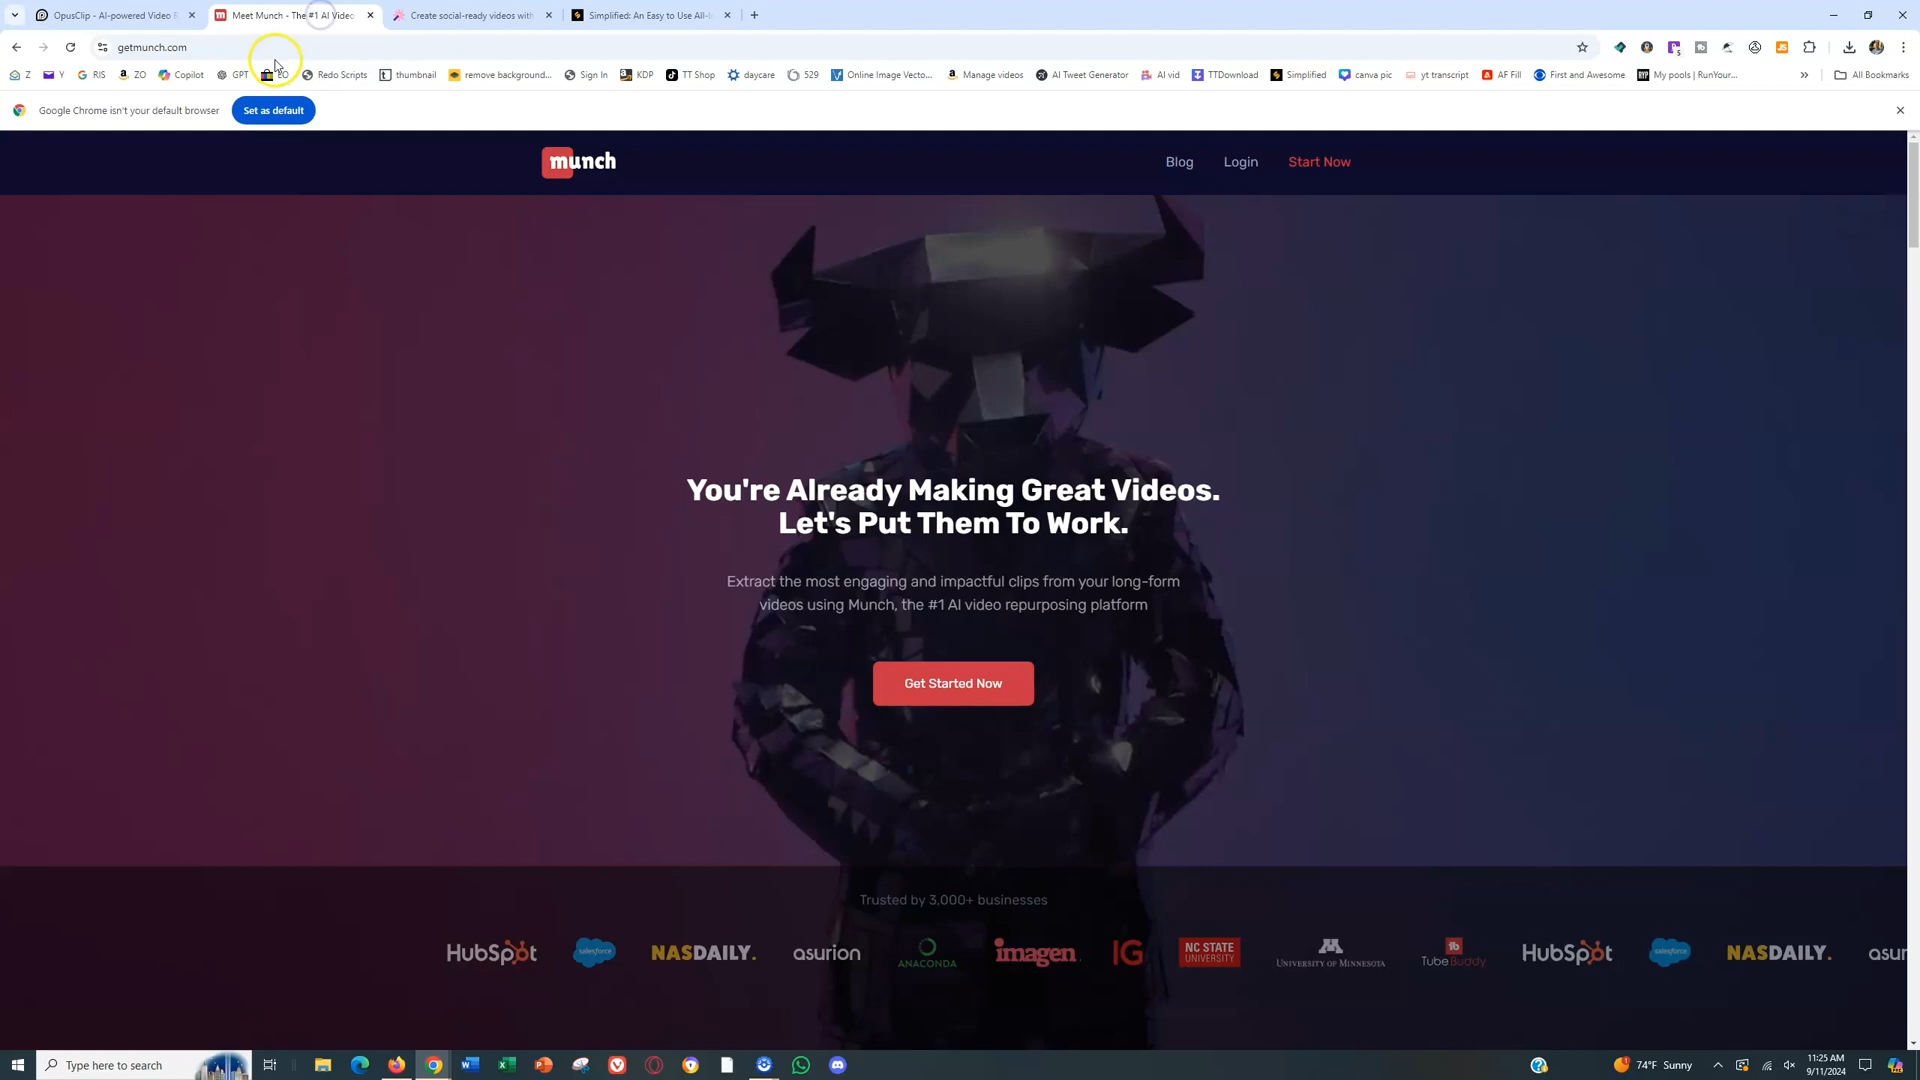 OpusClip - AI-powered Video R
Meet Munch - The #1 AI Video
Create social-ready videos with
Simplified: An Easy to Use All-i
getmunch.com
Z Y RIS ZO Copilot GPT Redo Scripts thumbnail remove background... Sign In KDP TT Shop daycare 529 Online Image Vecto... Manage videos AI Tweet Generator AI vid TTDownload Simplified canva pic yt transcript AF Fill First and Awesome My pools | RunYour... All Bookmarks
Google Chrome isn't your default browser Set as default
munch Blog Login Start Now
You're Already Making Great Videos.
Let's Put Them To Work.
Extract the most engaging and impactful clips from your long-form
videos using Munch, the #1 AI video repurposing platform
Get Started Now
Trusted by 3,000+ businesses
HubSpot salesforce NASDAILY. asurion ANACONDA imagen. IG NC STATE UNIVERSITY UNIVERSITY OF MINNESOTA TubeBuddy HubSpot salesforce NASDAILY. asur
Type here to search
74°F Sunny
11:25 AM
9/11/2024